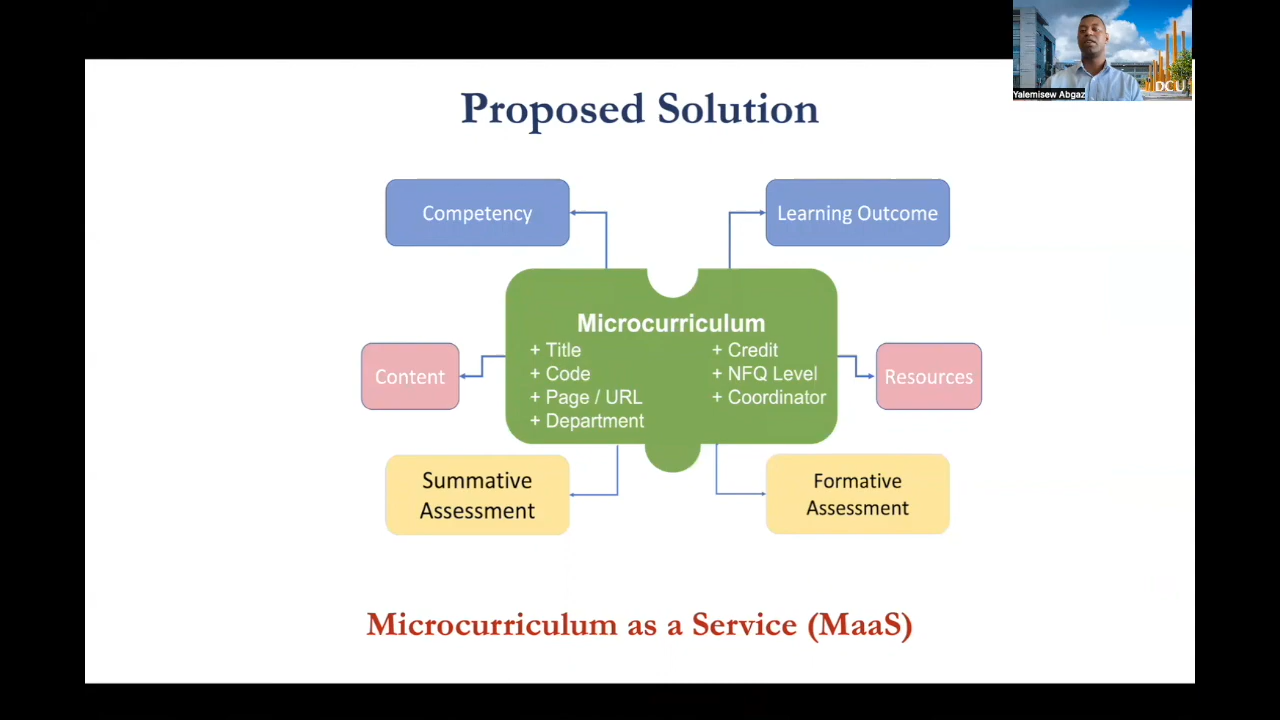 Proposed Solution
Yalemisew Abgaz
DCU
Competency
Learning Outcome
Microcurriculum
+ Title
+ Code
+ Page / URL
+ Department
+ Credit
+ NFQ Level
+ Coordinator
Content
Resources
Summative
Assessment
Formative
Assessment
Microcurriculum as a Service (MaaS)